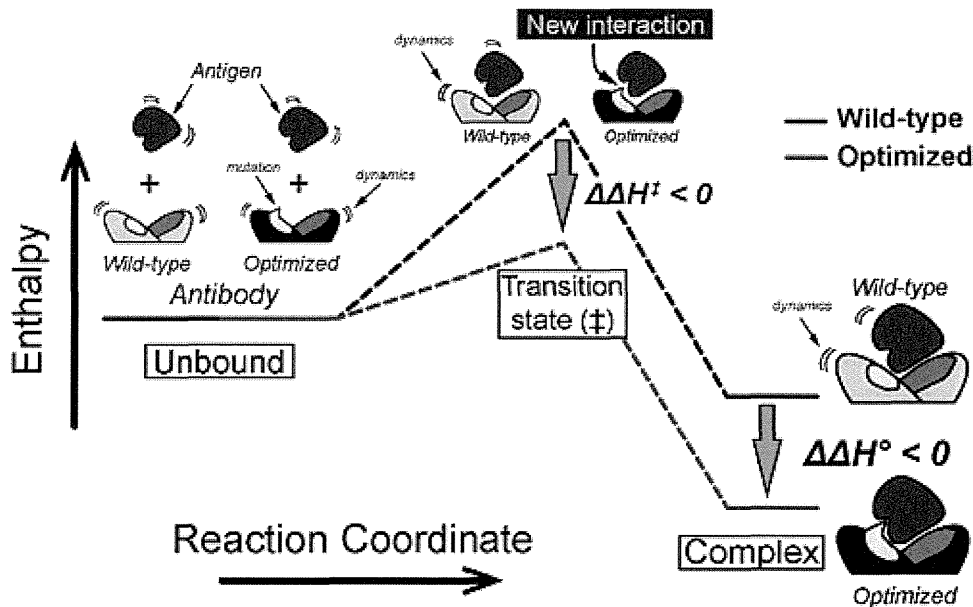 dynamics
New interaction
Antigen
Wild-type
Optimized
Wild-type
Optimized
mutation
dynamics
+
+
ΔΔH‡ < 0
Wild-type
Optimized
Antibody
Unbound
Transition
state (‡)
Enthalpy
Wild-type
dynamics
ΔΔH° < 0
Reaction Coordinate
Complex
Optimized